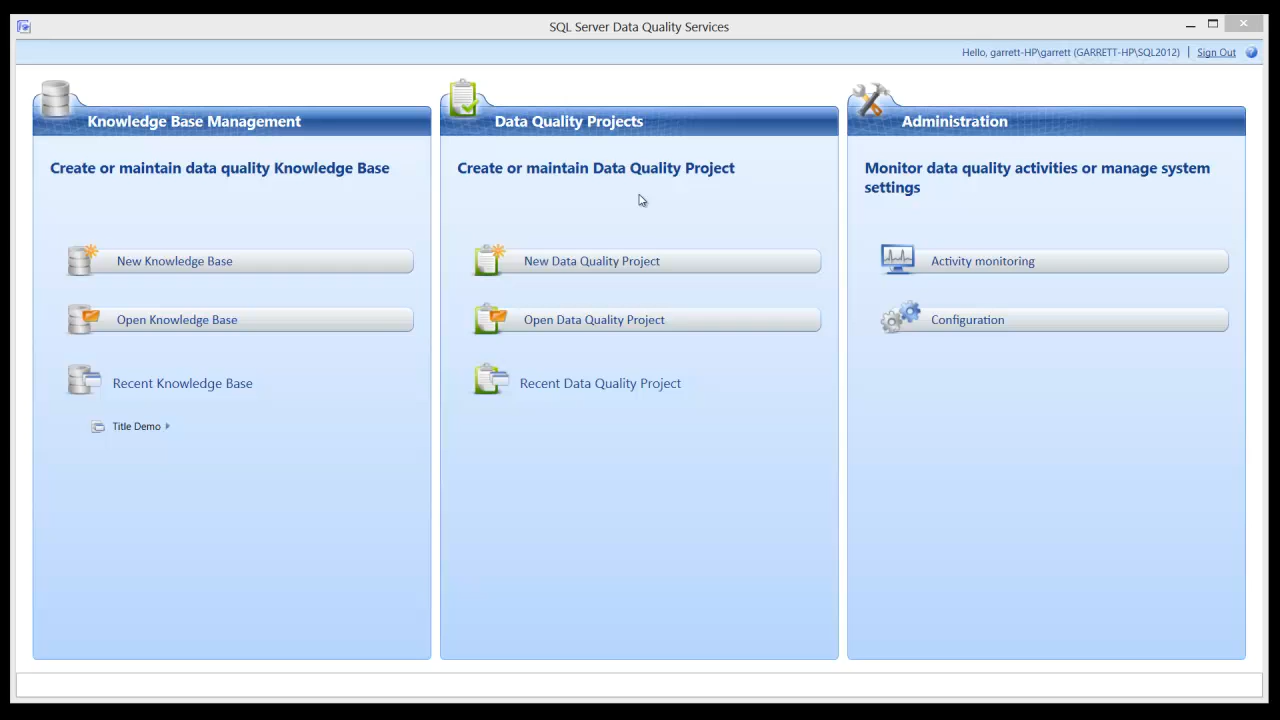 SQL Server Data Quality Services
Hello, garrett-HP\garrett (GARRETT-HP\SQL2012) | Sign Out
Knowledge Base Management
Create or maintain data quality Knowledge Base
New Knowledge Base
Open Knowledge Base
Recent Knowledge Base
Title Demo
Data Quality Projects
Create or maintain Data Quality Project
New Data Quality Project
Open Data Quality Project
Recent Data Quality Project
Administration
Monitor data quality activities or manage system
settings
Activity monitoring
Configuration